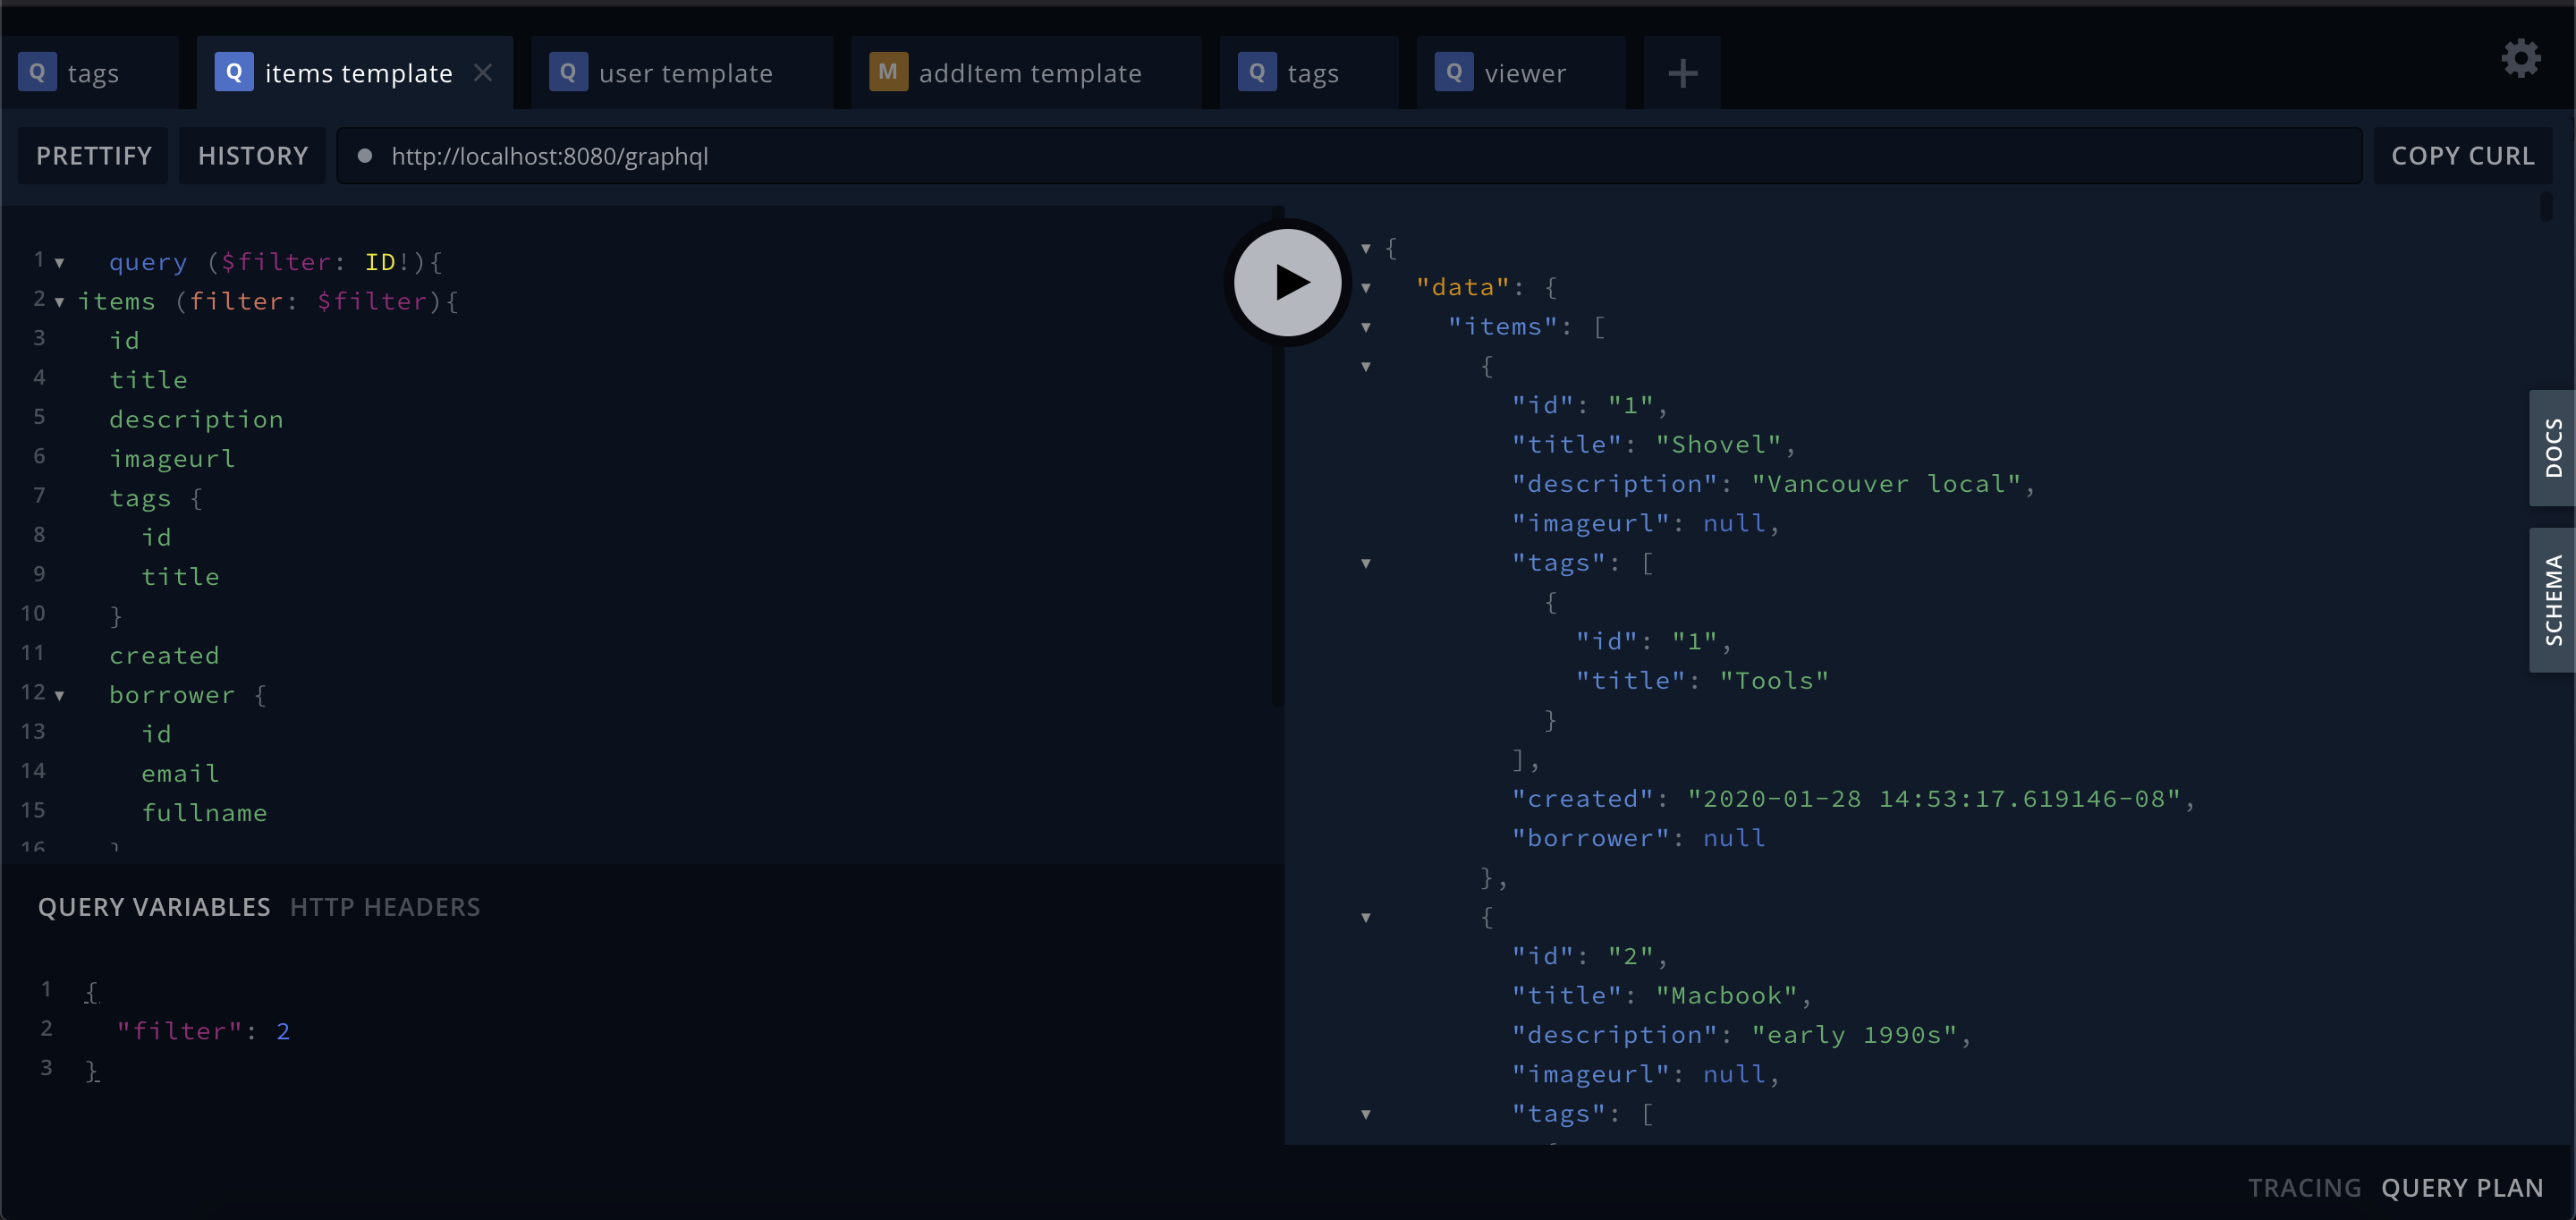 Q tags
Q items template
Q user template
M addItem template
Q tags
Q viewer
PRETTIFY
HISTORY
http://localhost:8080/graphql
COPY CURL
1 query ($filter: ID!){
2 items (filter: $filter){
3 id
4 title
5 description
6 imageurl
7 tags {
8 id
9 title
10 }
11 created
12 borrower {
13 id
14 email
15 fullname
16 }
QUERY VARIABLES HTTP HEADERS
1 {
2 "filter": 2
3 }
{
"data": {
"items": [
{
"id": "1",
"title": "Shovel",
"description": "Vancouver local",
"imageurl": null,
"tags": [
{
"id": "1",
"title": "Tools"
}
],
"created": "2020-01-28 14:53:17.619146-08",
"borrower": null
},
{
"id": "2",
"title": "Macbook",
"description": "early 1990s",
"imageurl": null,
"tags": [
DOCS
SCHEMA
TRACING QUERY PLAN